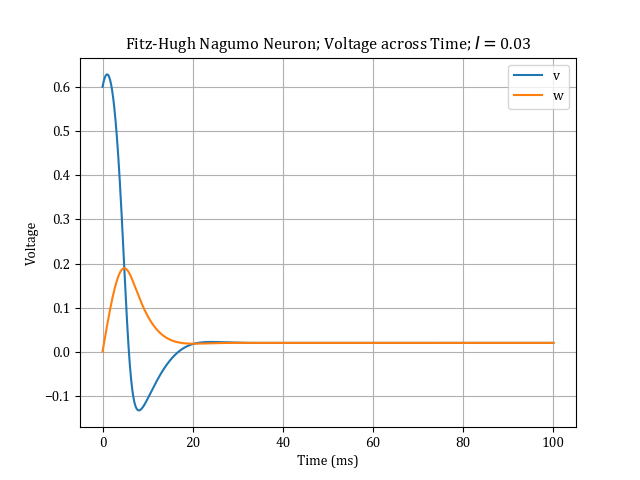 Fitz-Hugh Nagumo Neuron; Voltage across Time; I = 0.03
v
w
0.6
0.5
0.4
0.3
0.2
0.1
0.0
−0.1
Voltage
0 20 40 60 80 100
Time (ms)